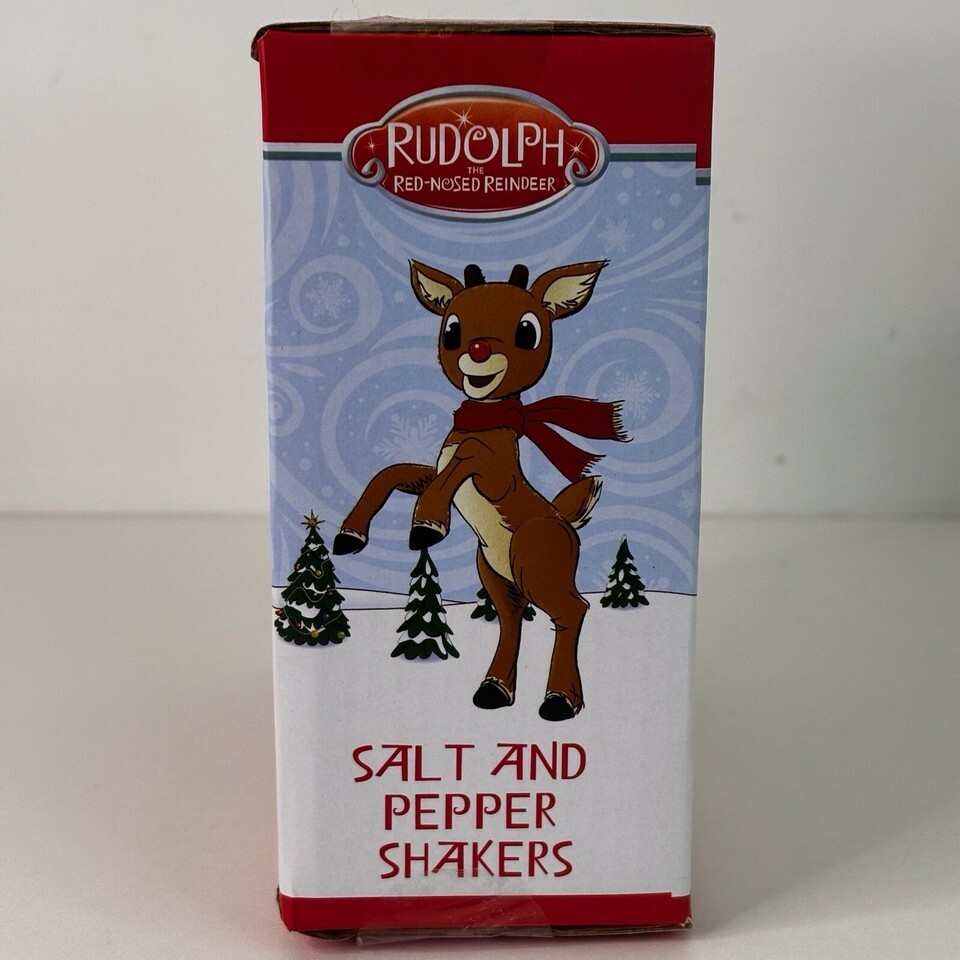 RUDOLPH
THE
RED-NOSED REINDEER
SALT AND
PEPPER
SHAKERS